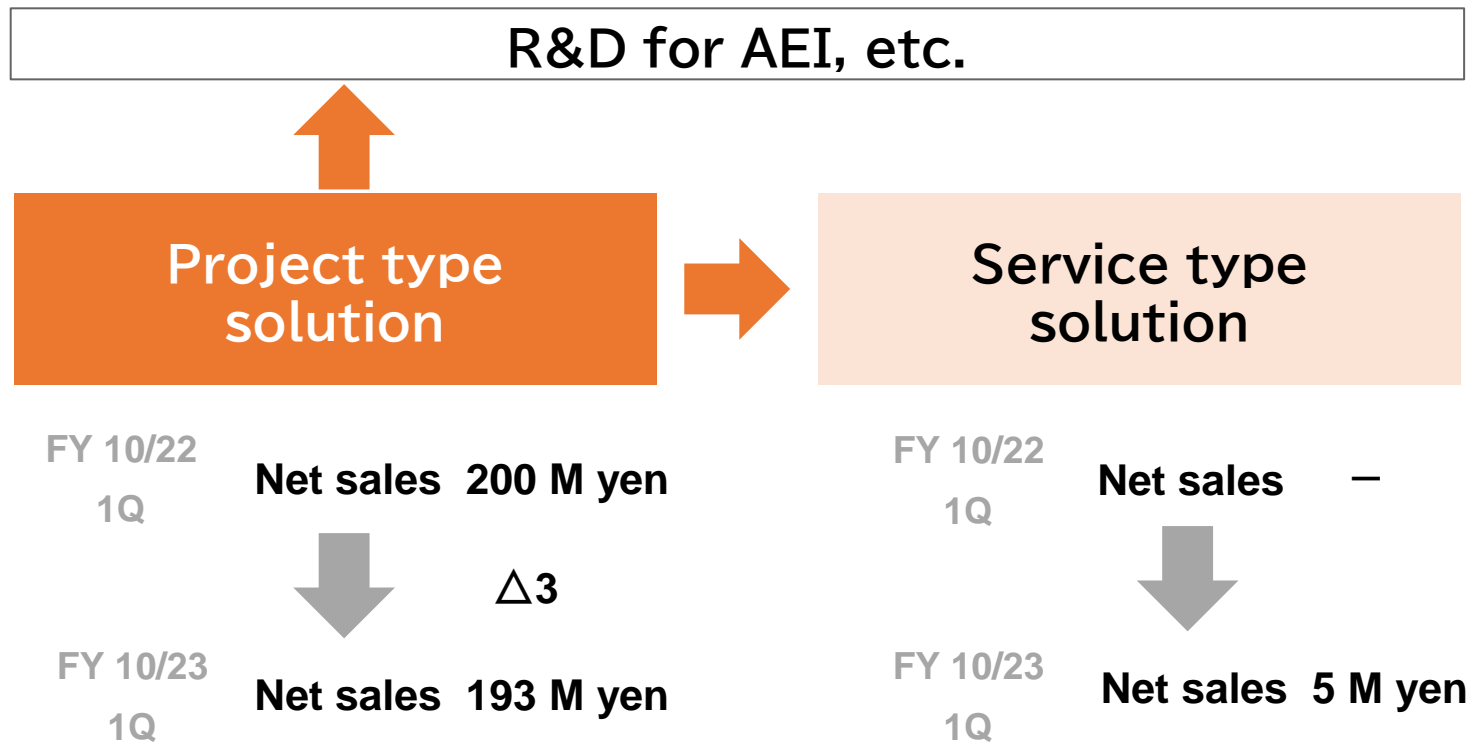 R&D for AEI, etc.
Project type
solution
Service type
solution
FY 10/22
1Q
Net sales 200 M yen
△3
FY 10/23
1Q
Net sales 193 M yen
FY 10/22
1Q
Net sales －
FY 10/23
1Q
Net sales 5 M yen